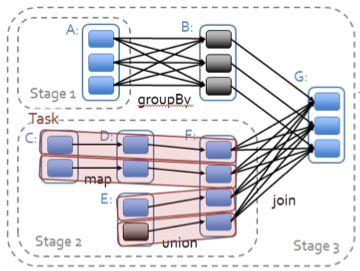 A:
B:
G:
Stage 1
groupBy
Task
C:
D:
F:
map
E:
join
Stage 2
union
Stage 3